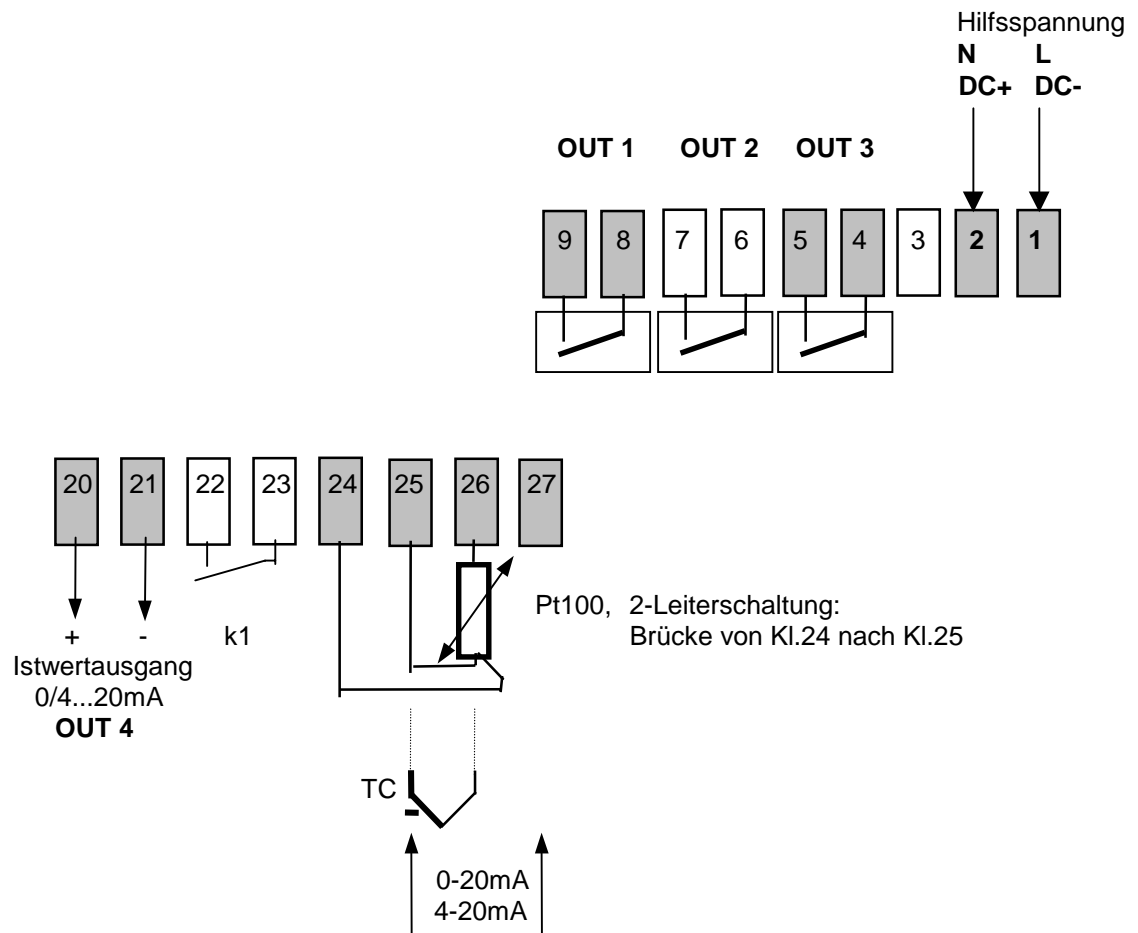 Hilfsspannung
N L
DC+ DC-
OUT 1 OUT 2 OUT 3
9 8 7 6 5 4 3 2 1
20 21 22 23 24 25 26 27
Pt100, 2-Leiterschaltung:
Brücke von Kl.24 nach Kl.25
+ - k1
Istwertausgang
0/4...20mA
OUT 4
TC
-
0-20mA
4-20mA